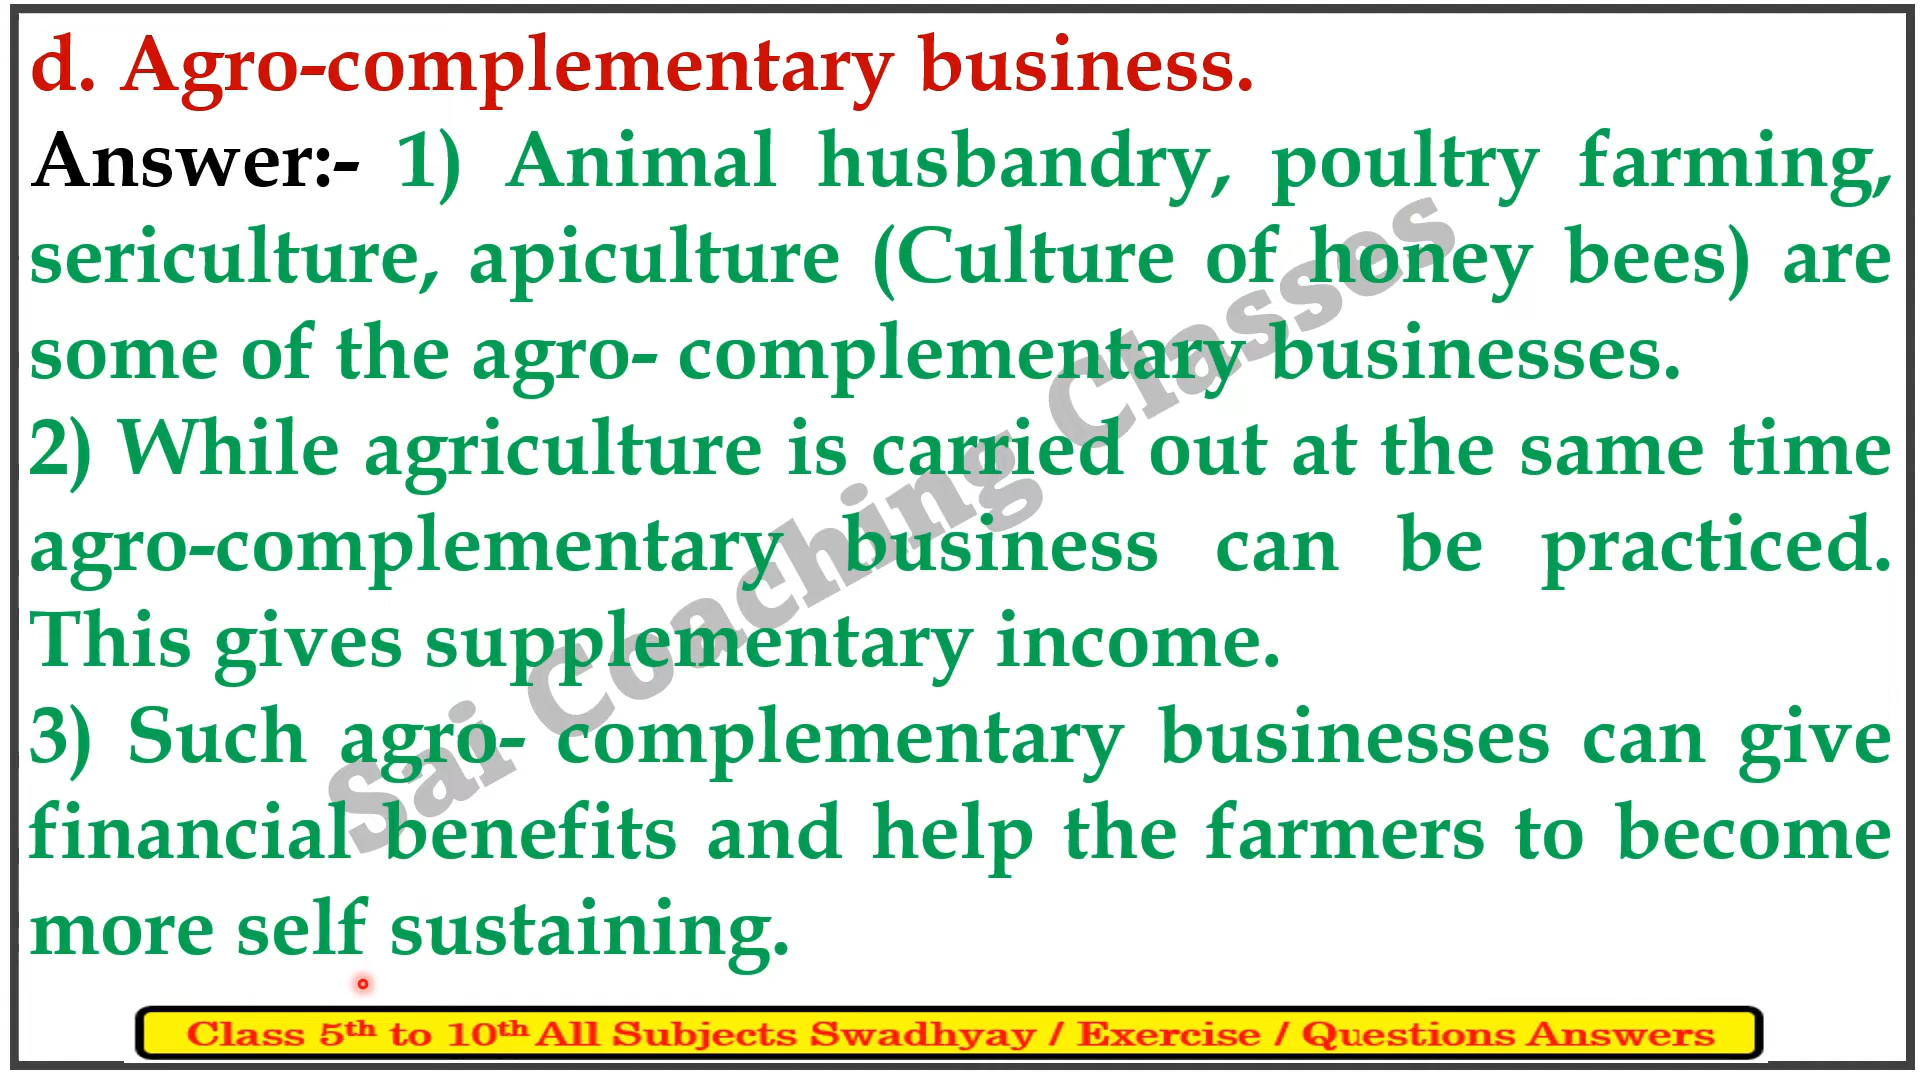 d. Agro-complementary business.
Answer:- 1) Animal husbandry, poultry farming,
sericulture, apiculture (Culture of honey bees) are
some of the agro- complementary businesses.
2) While agriculture is carried out at the same time
agro-complementary business can be practiced.
This gives supplementary income.
3) Such agro- complementary businesses can give
financial benefits and help the farmers to become
more self sustaining.
Sai Coaching Classes
Class 5th to 10th All Subjects Swadhyay / Exercise / Questions Answers